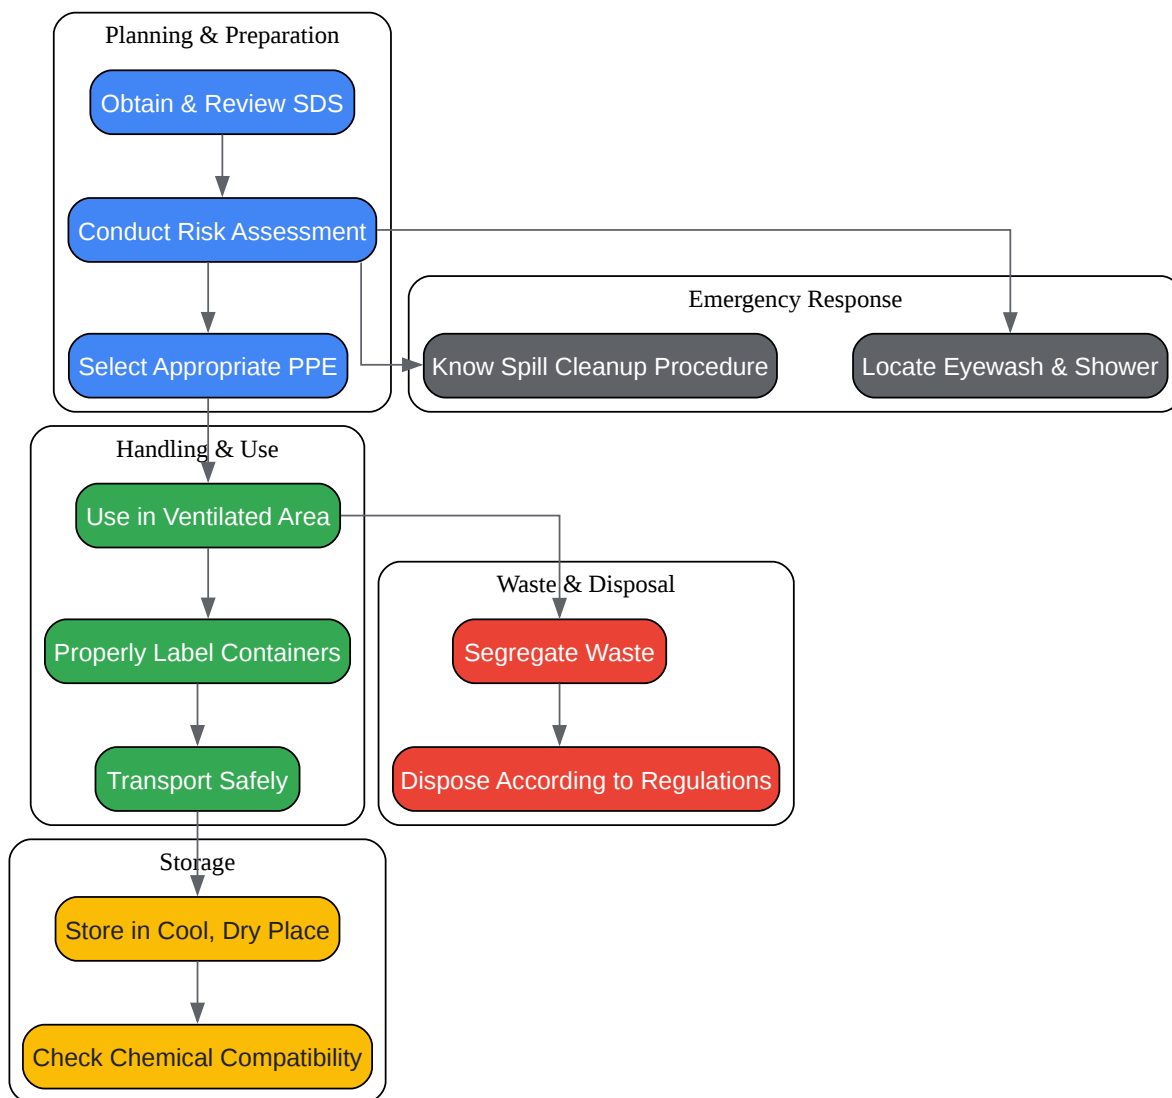 Planning & Preparation
Obtain & Review SDS
Conduct Risk Assessment
Select Appropriate PPE
Emergency Response
Know Spill Cleanup Procedure
Locate Eyewash & Shower
Handling & Use
Use in Ventilated Area
Properly Label Containers
Transport Safely
Waste & Disposal
Segregate Waste
Dispose According to Regulations
Storage
Store in Cool, Dry Place
Check Chemical Compatibility